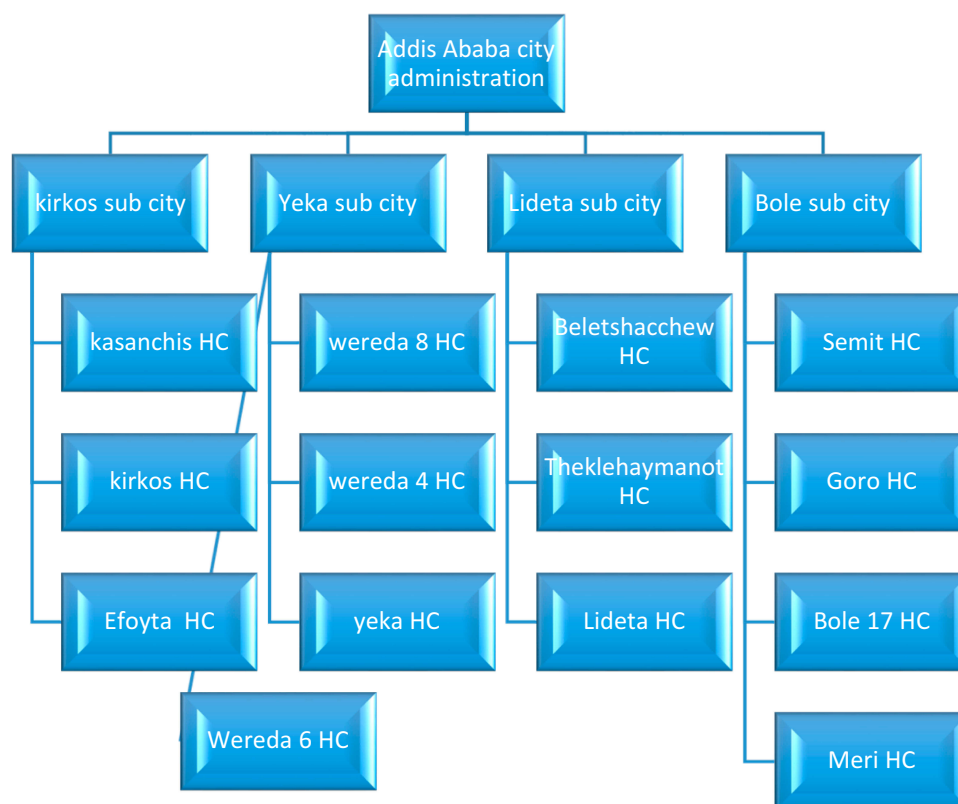 Addis Ababa city
administration
kirkos sub city
Yeka sub city
Lideta sub city
Bole sub city
kasanchis HC
wereda 8 HC
Beletshacchew
HC
Semit HC
kirkos HC
wereda 4 HC
Theklehaymanot
HC
Goro HC
Efoyta  HC
yeka HC
Lideta HC
Bole 17 HC
Wereda 6 HC
Meri HC